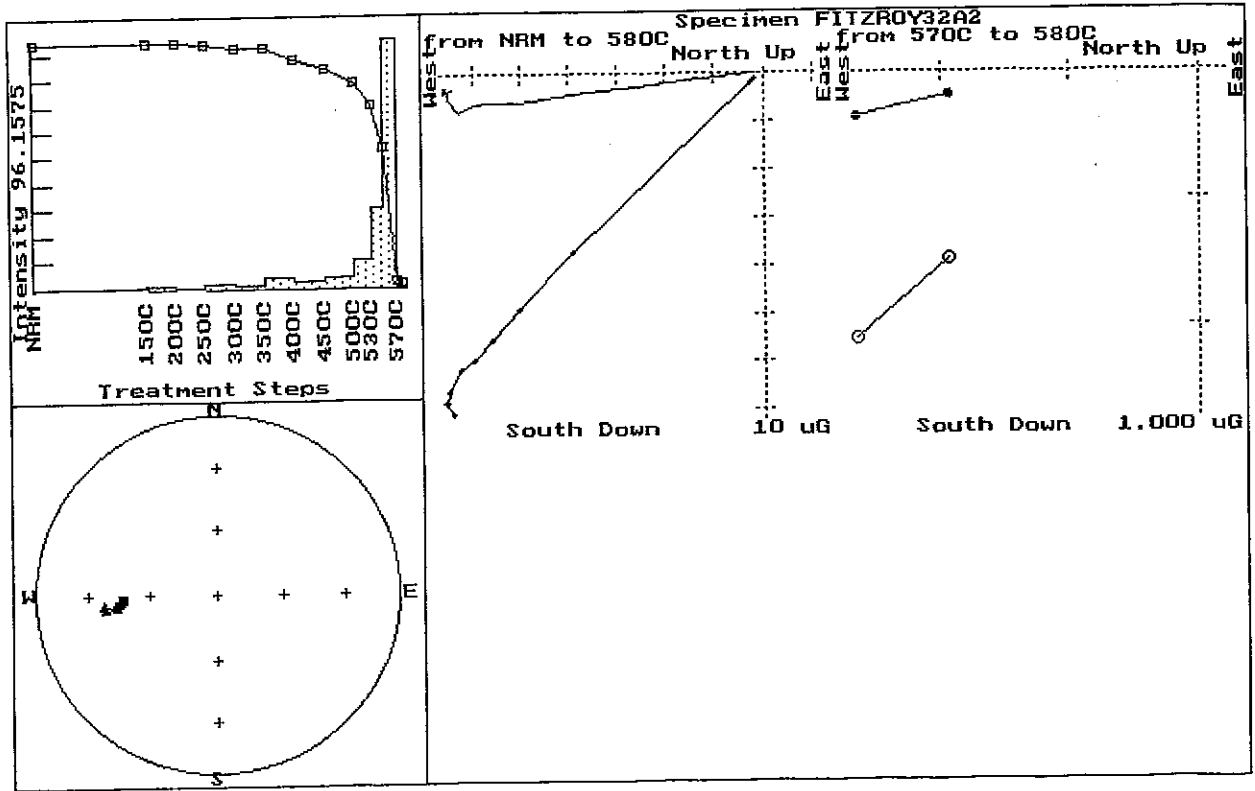 Specimen FITZROY32A2
from NRM to 580C
North Up
West
East
from 570C to 580C
North Up
West
East
Intensity 96.1575
NRM
150C
200C
250C
300C
350C
400C
450C
500C
530C
570C
Treatment Steps
South Down
10 uG
South Down
1.000 uG
N
W
E
S